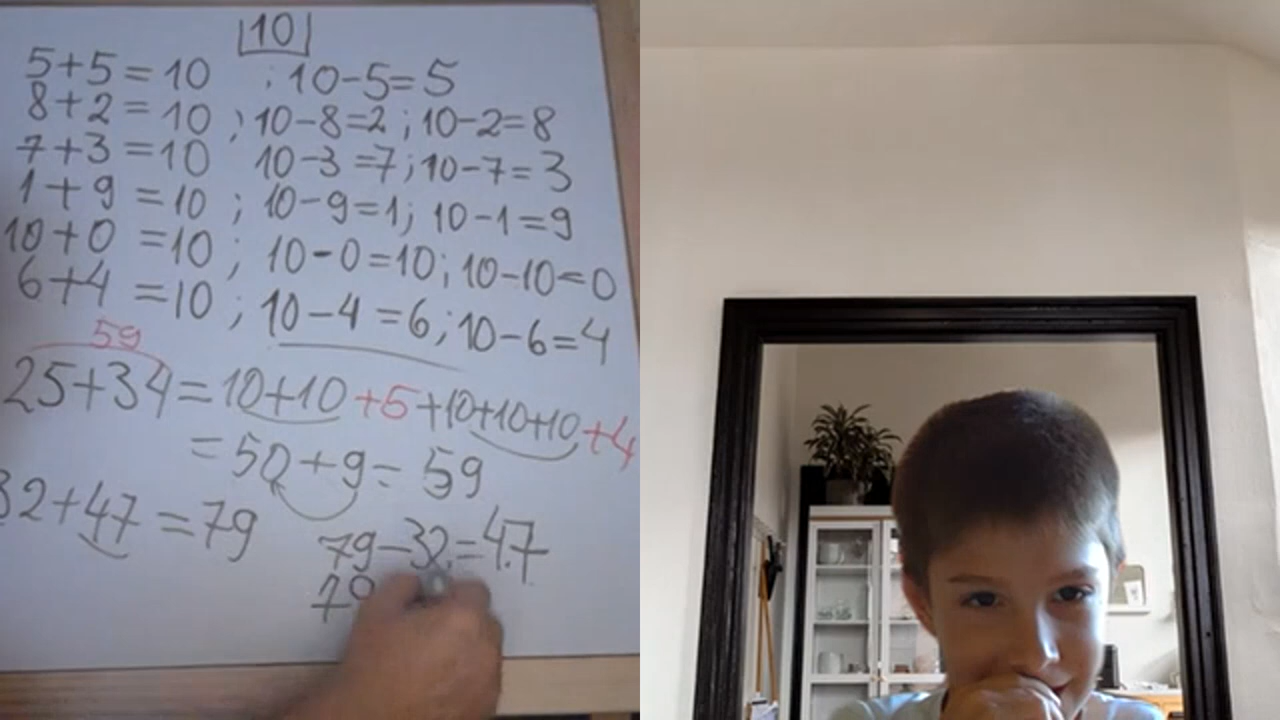 10
5+5=10 ; 10-5=5
8+2=10 ; 10-8=2 ; 10-2=8
7+3=10 10-3=7; 10-7=3
1+9=10 ; 10-9=1; 10-1=9
10+0=10 ; 10-0=10; 10-10=0
6+4=10 ; 10-4=6; 10-6=4
59
25+34=10+10+5+10+10+10+4
=50+9=59
32+47=79
79-32=47
79